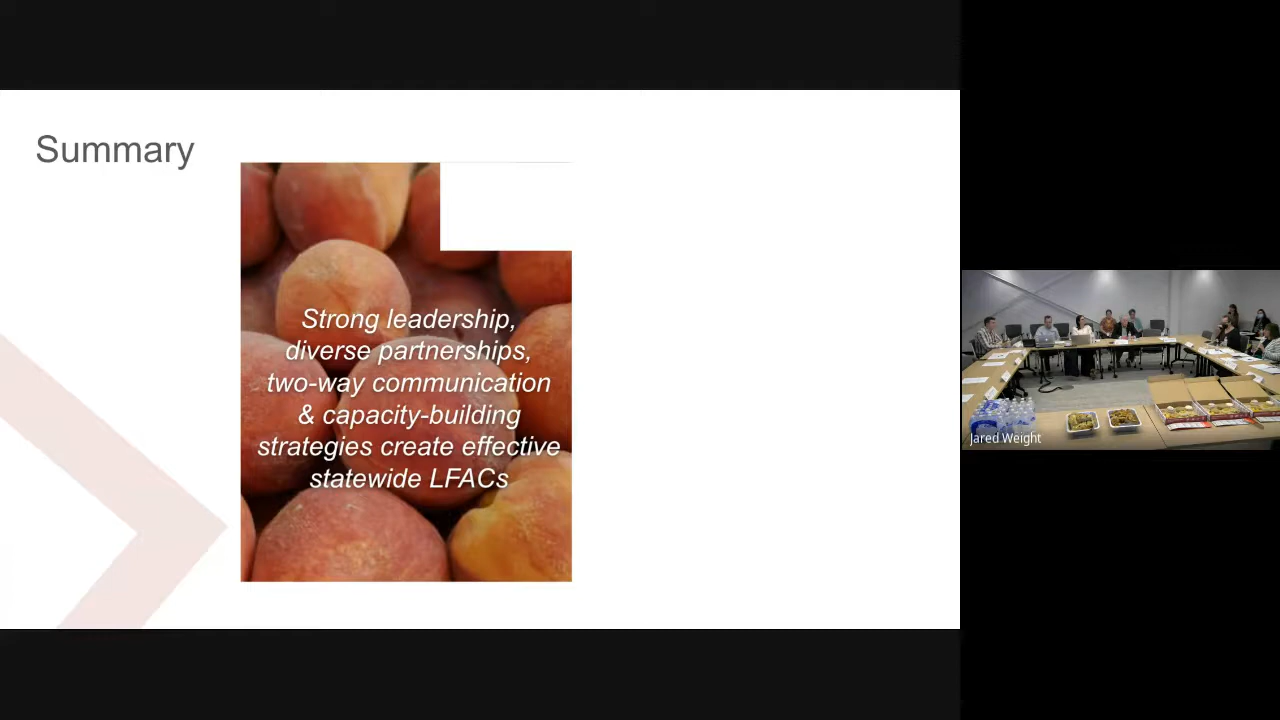 Summary
Strong leadership,
diverse partnerships,
two-way communication
& capacity-building
strategies create effective
statewide LFACs
Jared Weight